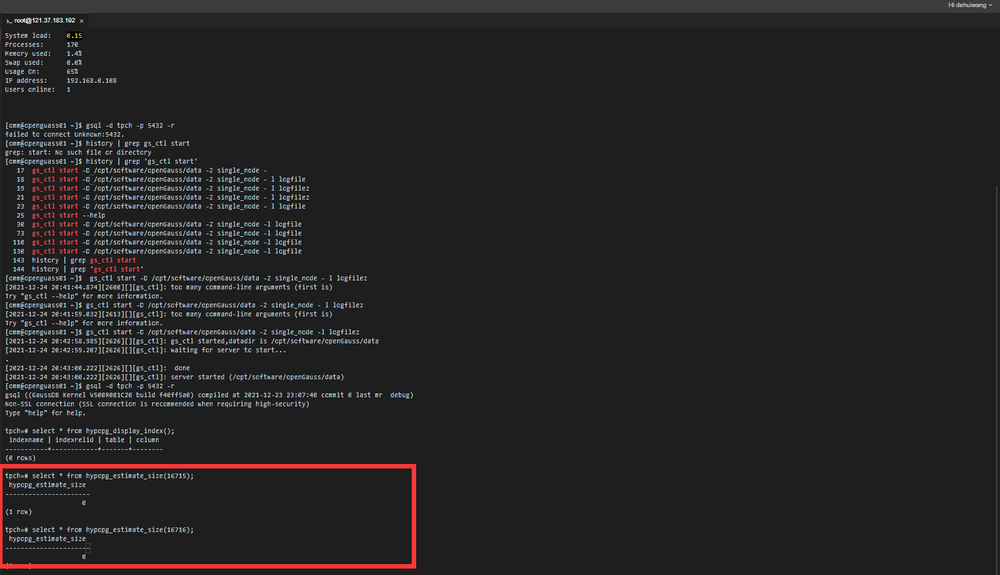 Hi dehuiwang
>_ root@121.37.183.192 ×
System load: 0.15
Processes: 170
Memory used: 1.4%
Swap used: 0.0%
Usage On: 65%
IP address: 192.168.0.108
Users online: 1
[omm@openguass01 ~]$ gsql -d tpch -p 5432 -r
failed to connect Unknown:5432.
[omm@openguass01 ~]$ history | grep gs_ctl start
grep: start: No such file or directory
[omm@openguass01 ~]$ history | grep 'gs_ctl start'
17 gs_ctl start -D /opt/software/openGauss/data -Z single_node -
18 gs_ctl start -D /opt/software/openGauss/data -Z single_node - l logfile
19 gs_ctl start -D /opt/software/openGauss/data -Z single_node - l logfilez
21 gs_ctl start -D /opt/software/openGauss/data -Z single_node - l logfilez
23 gs_ctl start -D /opt/software/openGauss/data -Z single_node - l logfile
25 gs_ctl start --help
30 gs_ctl start -D /opt/software/openGauss/data -Z single_node -l logfile
73 gs_ctl start -D /opt/software/openGauss/data -Z single_node -l logfile
110 gs_ctl start -D /opt/software/openGauss/data -Z single_node -l logfile
130 gs_ctl start -D /opt/software/openGauss/data -Z single_node -l logfile
143 history | grep gs_ctl start
144 history | grep 'gs_ctl start'
[omm@openguass01 ~]$  gs_ctl start -D /opt/software/openGauss/data -Z single_node - l logfilez
[2021-12-24 20:41:44.874][2600][][gs_ctl]: too many command-line arguments (first is)
Try "gs_ctl --help" for more information.
[omm@openguass01 ~]$ gs_ctl start -D /opt/software/openGauss/data -Z single_node - l logfilez
[2021-12-24 20:41:59.032][2613][][gs_ctl]: too many command-line arguments (first is)
Try "gs_ctl --help" for more information.
[omm@openguass01 ~]$ gs_ctl start -D /opt/software/openGauss/data -Z single_node -l logfilez
[2021-12-24 20:42:58.985][2626][][gs_ctl]: gs_ctl started,datadir is /opt/software/openGauss/data
[2021-12-24 20:42:59.207][2626][][gs_ctl]: waiting for server to start...
.
[2021-12-24 20:43:00.222][2626][][gs_ctl]:  done
[2021-12-24 20:43:00.222][2626][][gs_ctl]: server started (/opt/software/openGauss/data)
[omm@openguass01 ~]$ gsql -d tpch -p 5432 -r
gsql ((GaussDB Kernel V500R001C20 build f40ff5a0) compiled at 2021-12-23 23:07:40 commit 0 last mr  debug)
Non-SSL connection (SSL connection is recommended when requiring high-security)
Type "help" for help.
tpch=# select * from hypopg_display_index();
indexname | indexrelid | table | column
-----------+------------+-------+--------
(0 rows)
tpch=# select * from hypopg_estimate_size(16715);
hypopg_estimate_size
----------------------
0
(1 row)
tpch=# select * from hypopg_estimate_size(16716);
hypopg_estimate_size
----------------------
0